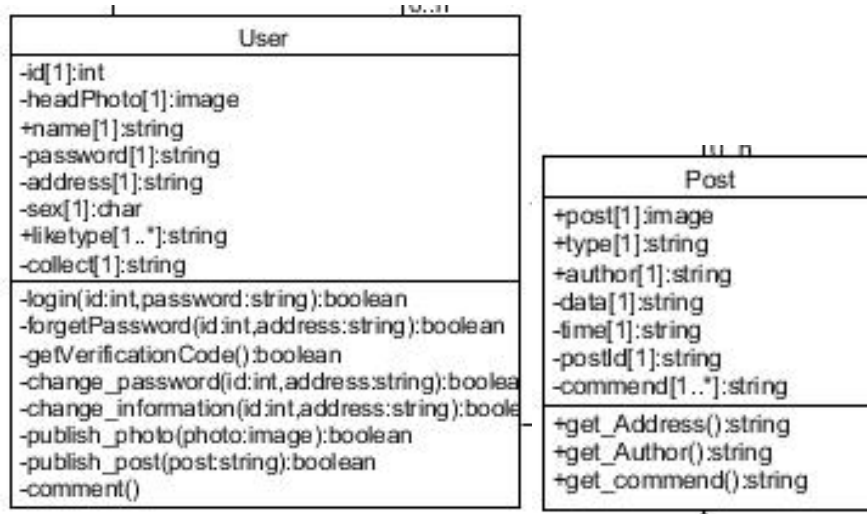 User
-id[1]:int
-headPhoto[1]:image
+name[1]:string
-password[1]:string
-address[1]:string
-sex[1]:char
+liketype[1..*]:string
-collect[1]:string
-login(id:int,password:string):boolean
-forgetPassword(id:int,address:string):boolean
-getVerificationCode():boolean
-change_password(id:int,address:string):boolea
-change_information(id:int,address:string):boole
-publish_photo(photo:image):boolean
-publish_post(post:string):boolean
-comment()
Post
+post[1]:image
+type[1]:string
+author[1]:string
-data[1]:string
-time[1]:string
-postId[1]:string
-commend[1..*]:string
+get_Address():string
+get_Author():string
+get_commend():string